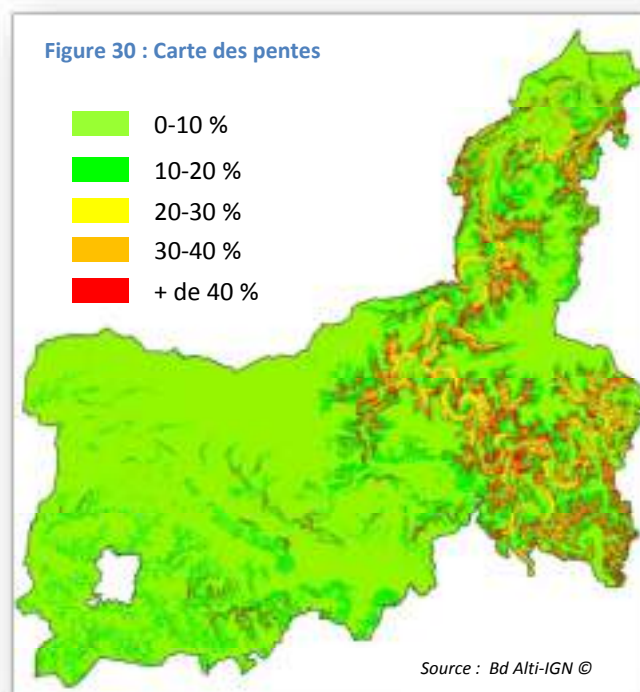 Figure 30 : Carte des pentes
0-10 %
10-20 %
20-30 %
30-40 %
+ de 40 %
Source : Bd Alti-IGN ©